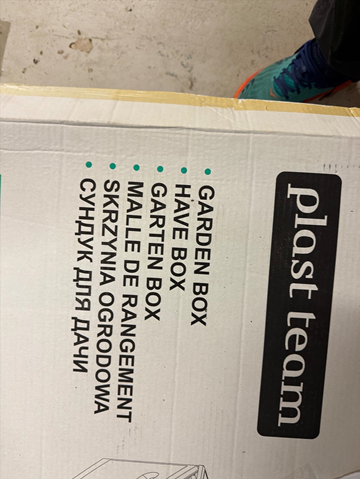 plast team
GARDEN BOX
HAVE BOX
GARTEN BOX
MALLE DE RANGEMENT
SKRZYNIA OGRODOWA
СУНДУК ДЛЯ ДАЧИ